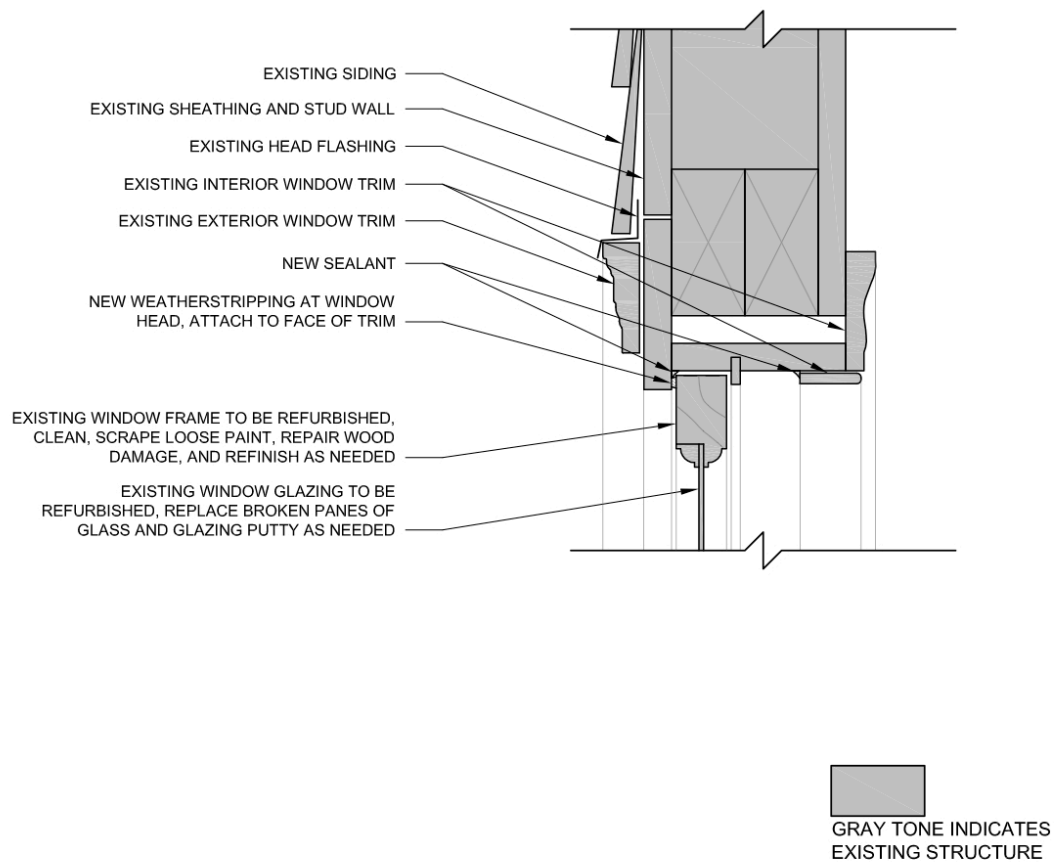 EXISTING SIDING
EXISTING SHEATHING AND STUD WALL
EXISTING HEAD FLASHING
EXISTING INTERIOR WINDOW TRIM
EXISTING EXTERIOR WINDOW TRIM
NEW SEALANT
NEW WEATHERSTRIPPING AT WINDOW
HEAD, ATTACH TO FACE OF TRIM
EXISTING WINDOW FRAME TO BE REFURBISHED,
CLEAN, SCRAPE LOOSE PAINT, REPAIR WOOD
DAMAGE, AND REFINISH AS NEEDED
EXISTING WINDOW GLAZING TO BE
REFURBISHED, REPLACE BROKEN PANES OF
GLASS AND GLAZING PUTTY AS NEEDED
GRAY TONE INDICATES
EXISTING STRUCTURE